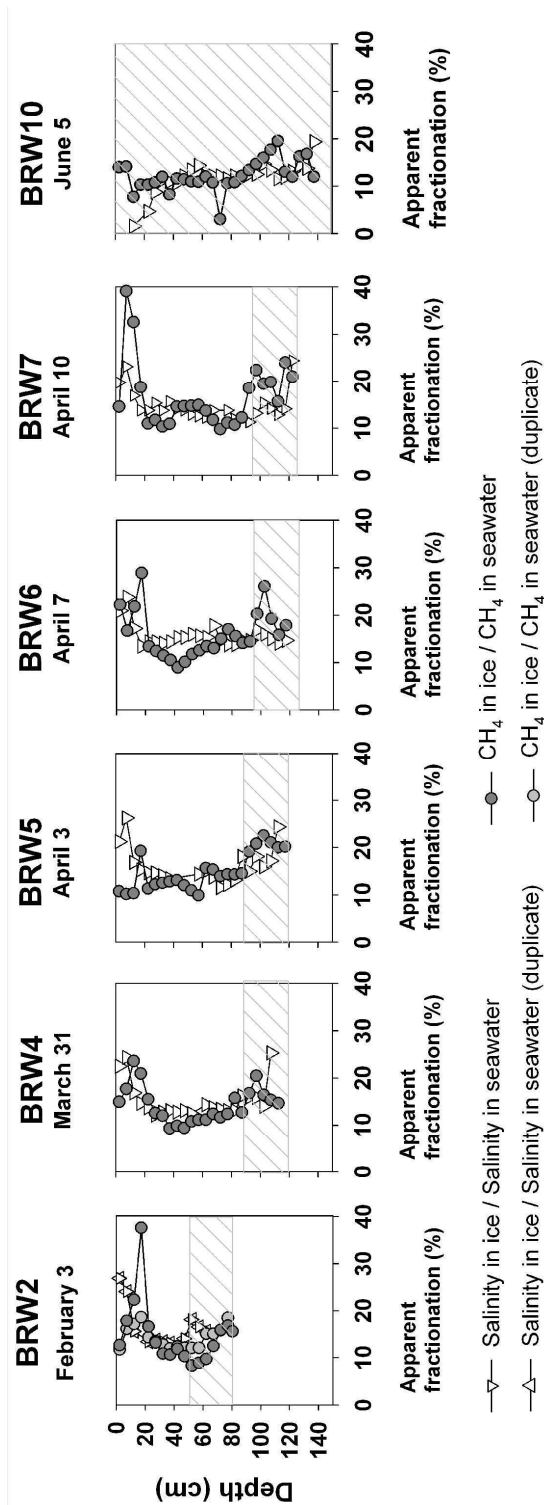 BRW2
February 3
BRW4
March 31
BRW5
April 3
BRW6
April 7
BRW7
April 10
BRW10
June 5
Depth (cm)
0
20
40
60
80
100
120
140
0 10 20 30 40
0 10 20 30 40
0 10 20 30 40
0 10 20 30 40
0 10 20 30 40
0 10 20 30 40
Apparent
fractionation (%)
Apparent
fractionation (%)
Apparent
fractionation (%)
Apparent
fractionation (%)
Apparent
fractionation (%)
Apparent
fractionation (%)
Salinity in ice / Salinity in seawater
CH4 in ice / CH4 in seawater
Salinity in ice / Salinity in seawater (duplicate)
CH4 in ice / CH4 in seawater (duplicate)